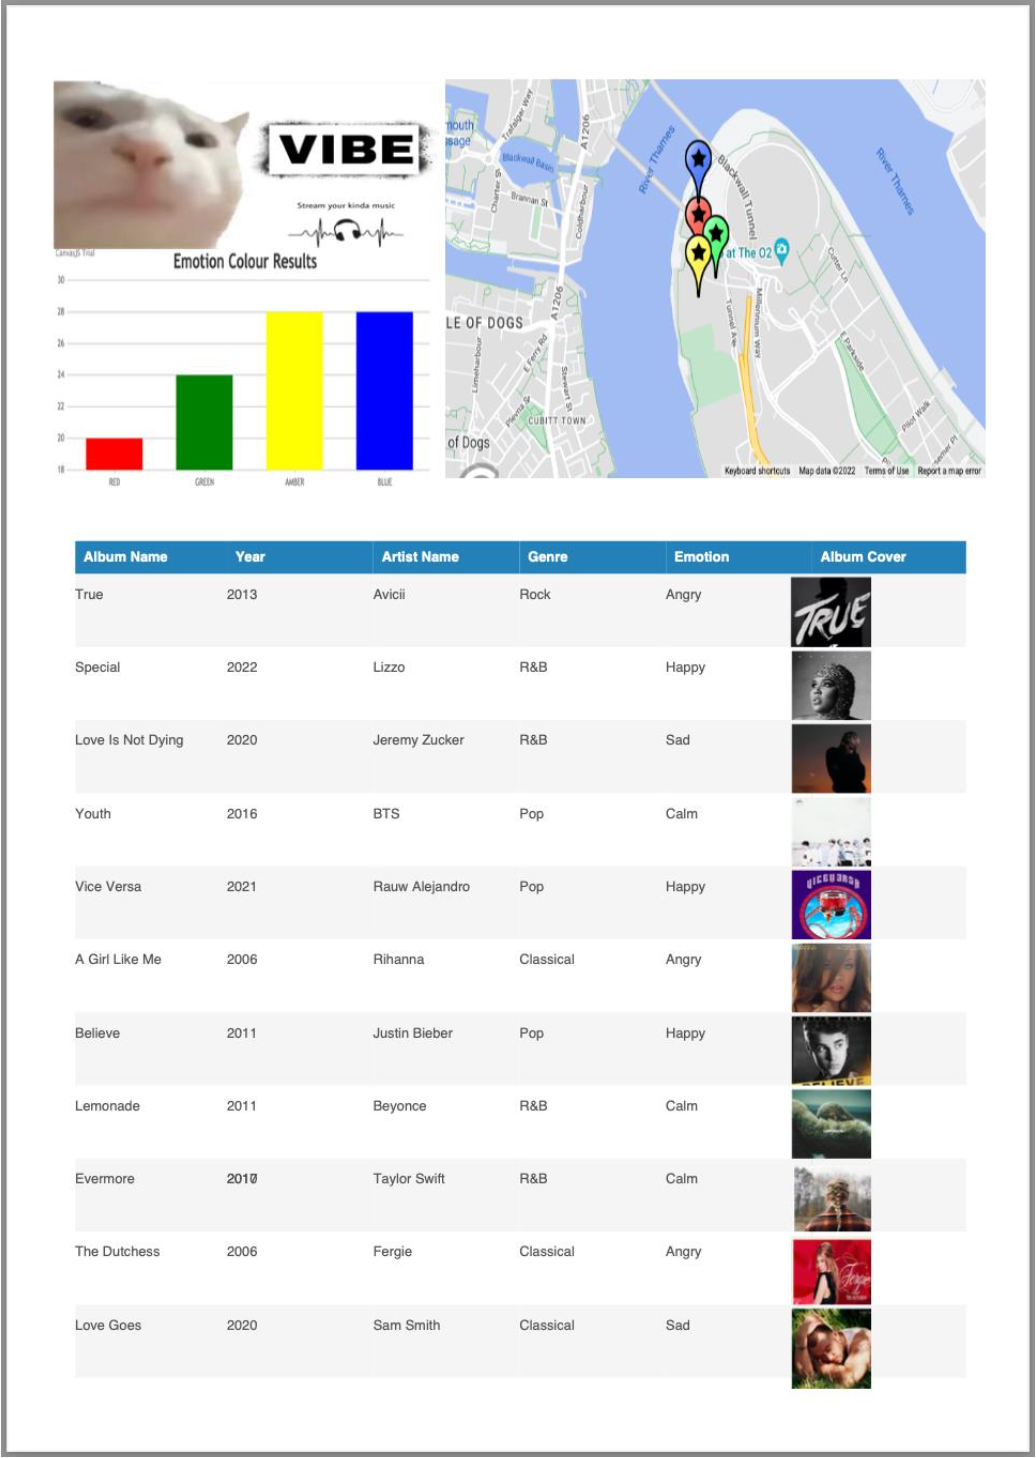 VIBE
Stream your kinda music
CanvasJS Trial
Emotion Colour Results
30
28
26
24
22
20
18
RED
GREEN
AMBER
BLUE
mouth
sage
Trafalgar Way
A1206
Blackwall Basin
Charter St
Brannan St
Coldharbour
River Thames
Blackwall Tunnel
River Thames
at The O2
Cutter Ln
A1206
LE OF DOGS
E Ferry Rd
Limeharbour
Stewart St
Plevna St
CUBITT TOWN
of Dogs
Tunnel Ave
Millennium Way
E Parkside
Pilot Walk
Keyboard shortcuts Map data ©2022 Terms of Use Report a map error
Album Name Year Artist Name Genre Emotion Album Cover
True 2013 Avicii Rock Angry
TRUE
Special 2022 Lizzo R&B Happy
Love Is Not Dying 2020 Jeremy Zucker R&B Sad
Youth 2016 BTS Pop Calm
Vice Versa 2021 Rauw Alejandro Pop Happy
VICEVERSA
A Girl Like Me 2006 Rihanna Classical Angry
Believe 2011 Justin Bieber Pop Happy
BELIEVE
Lemonade 2011 Beyonce R&B Calm
Evermore Taylor Swift R&B Calm
The Dutchess 2006 Fergie Classical Angry
Fergie
Love Goes 2020 Sam Smith Classical Sad